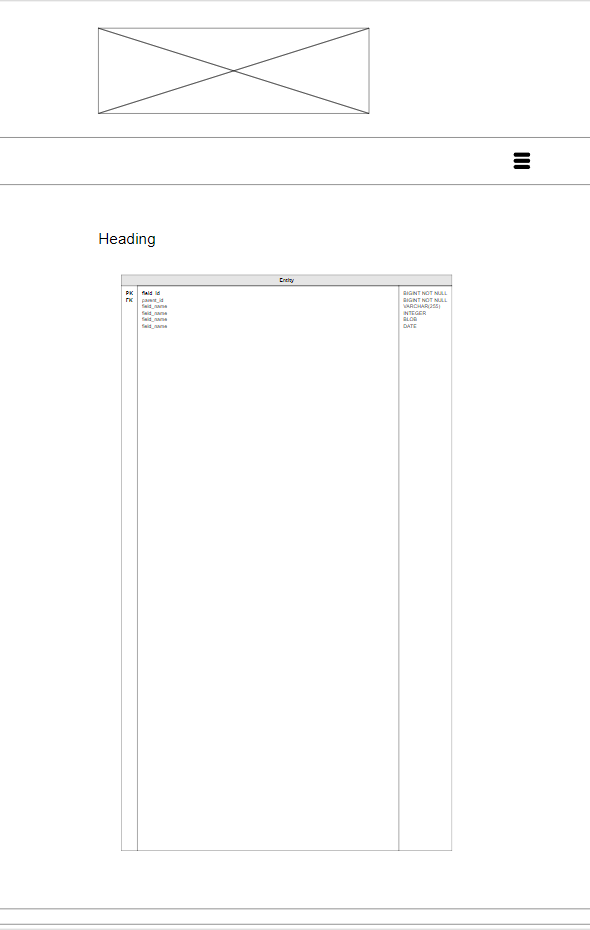 Heading
Entity
PK field_id BIGINT NOT NULL
FK parent_id BIGINT NOT NULL
field_name VARCHAR(255)
field_name INTEGER
field_name BLOB
field_name DATE